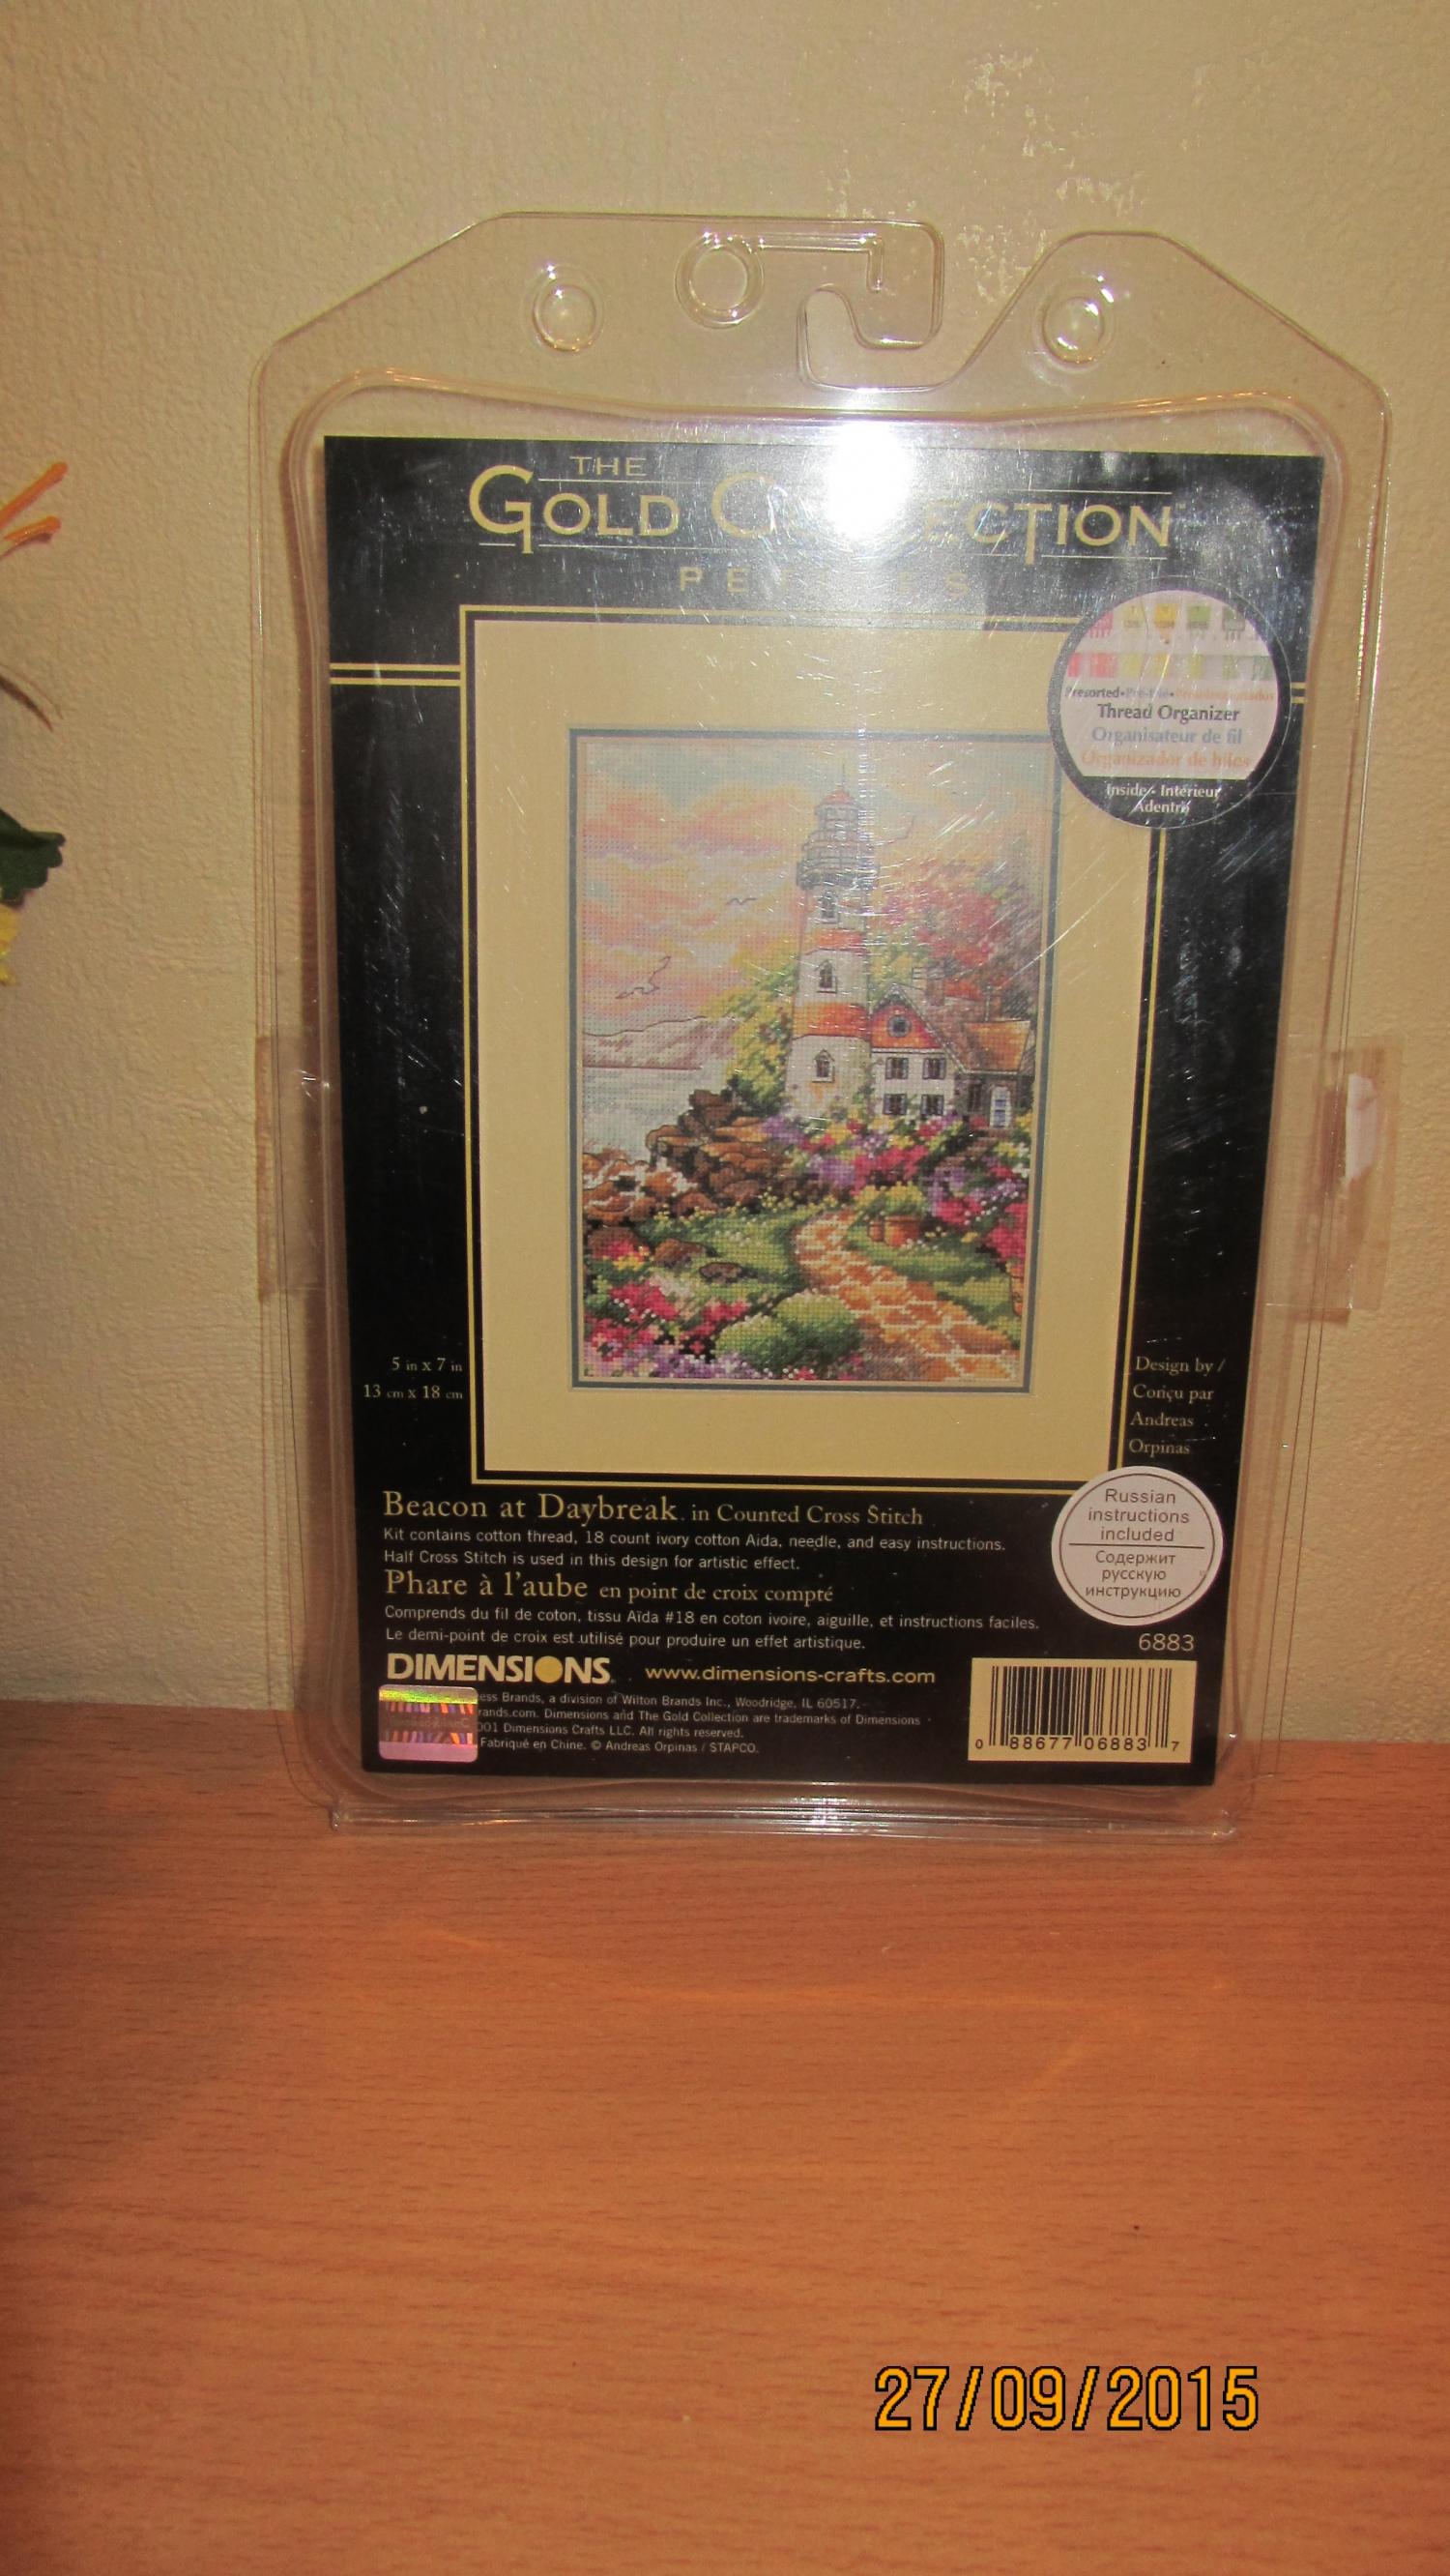 THE
GOLD COLLECTION
PETITES
Presorted
Thread Organizer
Organisateur de fil
Organizador de hilos
Inside - Intérieur
Adentro
5 in x 7 in
13 cm x 18 cm
Design by /
Conçu par
Andreas
Orpinas
Beacon at Daybreak in Counted Cross Stitch
Kit contains cotton thread, 18 count ivory cotton Aida, needle, and easy instructions.
Half Cross Stitch is used in this design for artistic effect.
Phare à l'aube en point de croix compté
Comprends du fil de coton, tissu Aïda #18 en coton ivoire, aiguille, et instructions faciles.
Le demi-point de croix est utilisé pour produire un effet artistique.
Russian
instructions
included
Содержит
русскую
инструкцию
6883
DIMENSIONS www.dimensions-crafts.com
Brands, a division of Wilton Brands Inc., Woodridge, IL 60517.
Dimensions and The Gold Collection are trademarks of Dimensions
Dimensions Crafts LLC. All rights reserved.
Fabriqué en Chine. © Andreas Orpinas / STAPCO.
0 88677 06883 7
27/09/2015